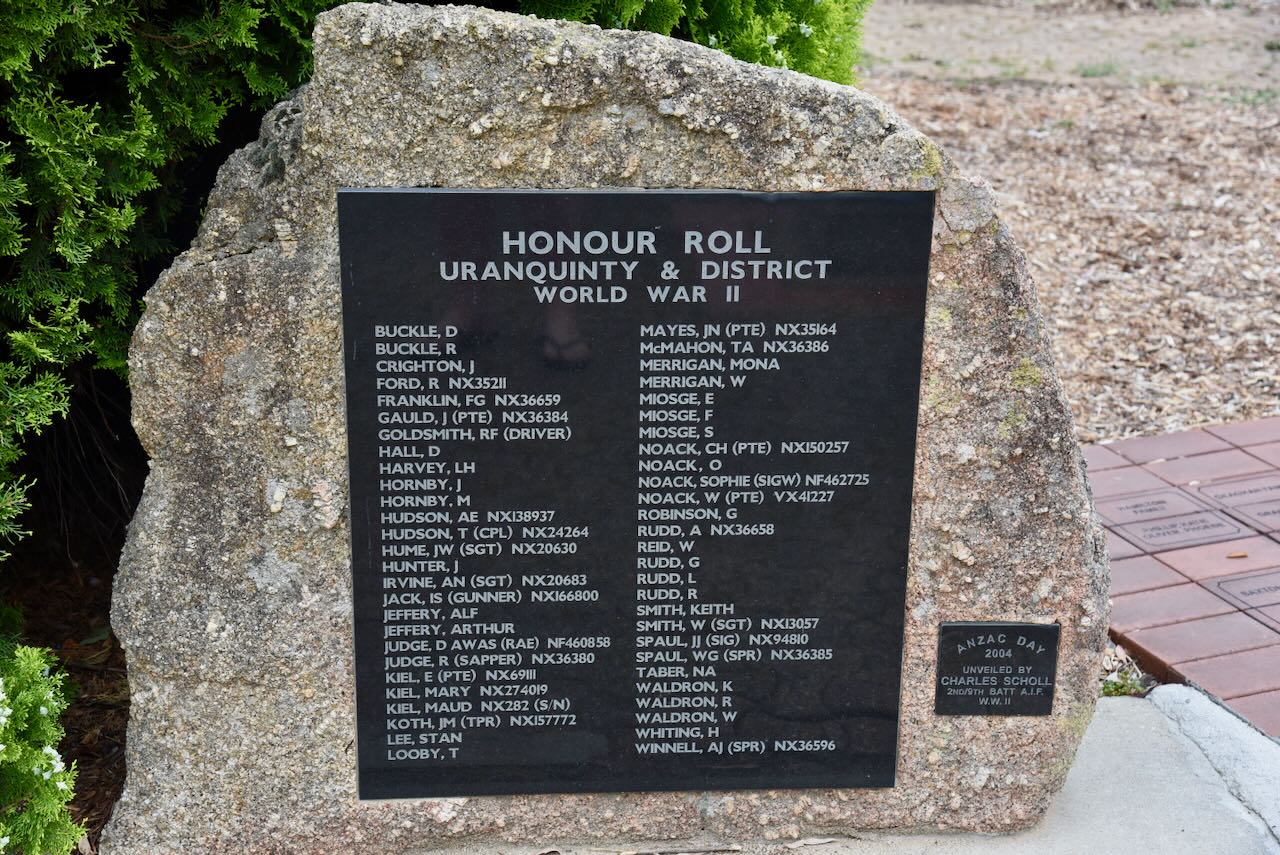 HONOUR ROLL
URANQUINTY & DISTRICT
WORLD WAR II
BUCKLE, D
BUCKLE, R
CRIGHTON, J
FORD, R NX35211
FRANKLIN, FG NX36659
GAULD, J (PTE) NX36384
GOLDSMITH, RF (DRIVER)
HALL, D
HARVEY, LH
HORNBY, J
HORNBY, M
HUDSON, AE NX138937
HUDSON, T (CPL) NX24264
HUME, JW (SGT) NX20630
HUNTER, J
IRVINE, AN (SGT) NX20683
JACK, IS (GUNNER) NX166800
JEFFERY, ALF
JEFFERY, ARTHUR
JUDGE, D AWAS (RAE) NF460858
JUDGE, R (SAPPER) NX36380
KIEL, E (PTE) NX69111
KIEL, MARY NX274019
KIEL, MAUD NX282 (S/N)
KOTH, JM (TPR) NX157772
LEE, STAN
LOOBY, T
MAYES, JN (PTE) NX35164
McMAHON, TA NX36386
MERRIGAN, MONA
MERRIGAN, W
MIOSGE, E
MIOSGE, F
MIOSGE, S
NOACK, CH (PTE) NX150257
NOACK, O
NOACK, SOPHIE (SIGW) NF462725
NOACK, W (PTE) VX41227
ROBINSON, G
RUDD, A NX36658
REID, W
RUDD, G
RUDD, L
RUDD, R
SMITH, KEITH
SMITH, W (SGT) NX13057
SPAUL, JJ (SIG) NX94810
SPAUL, WG (SPR) NX36385
TABER, NA
WALDRON, K
WALDRON, R
WALDRON, W
WHITING, H
WINNELL, AJ (SPR) NX36596
ANZAC DAY
2004
UNVEILED BY
CHARLES SCHOLL
2ND/9TH BATT A.I.F.
W.W. II
FAMILY